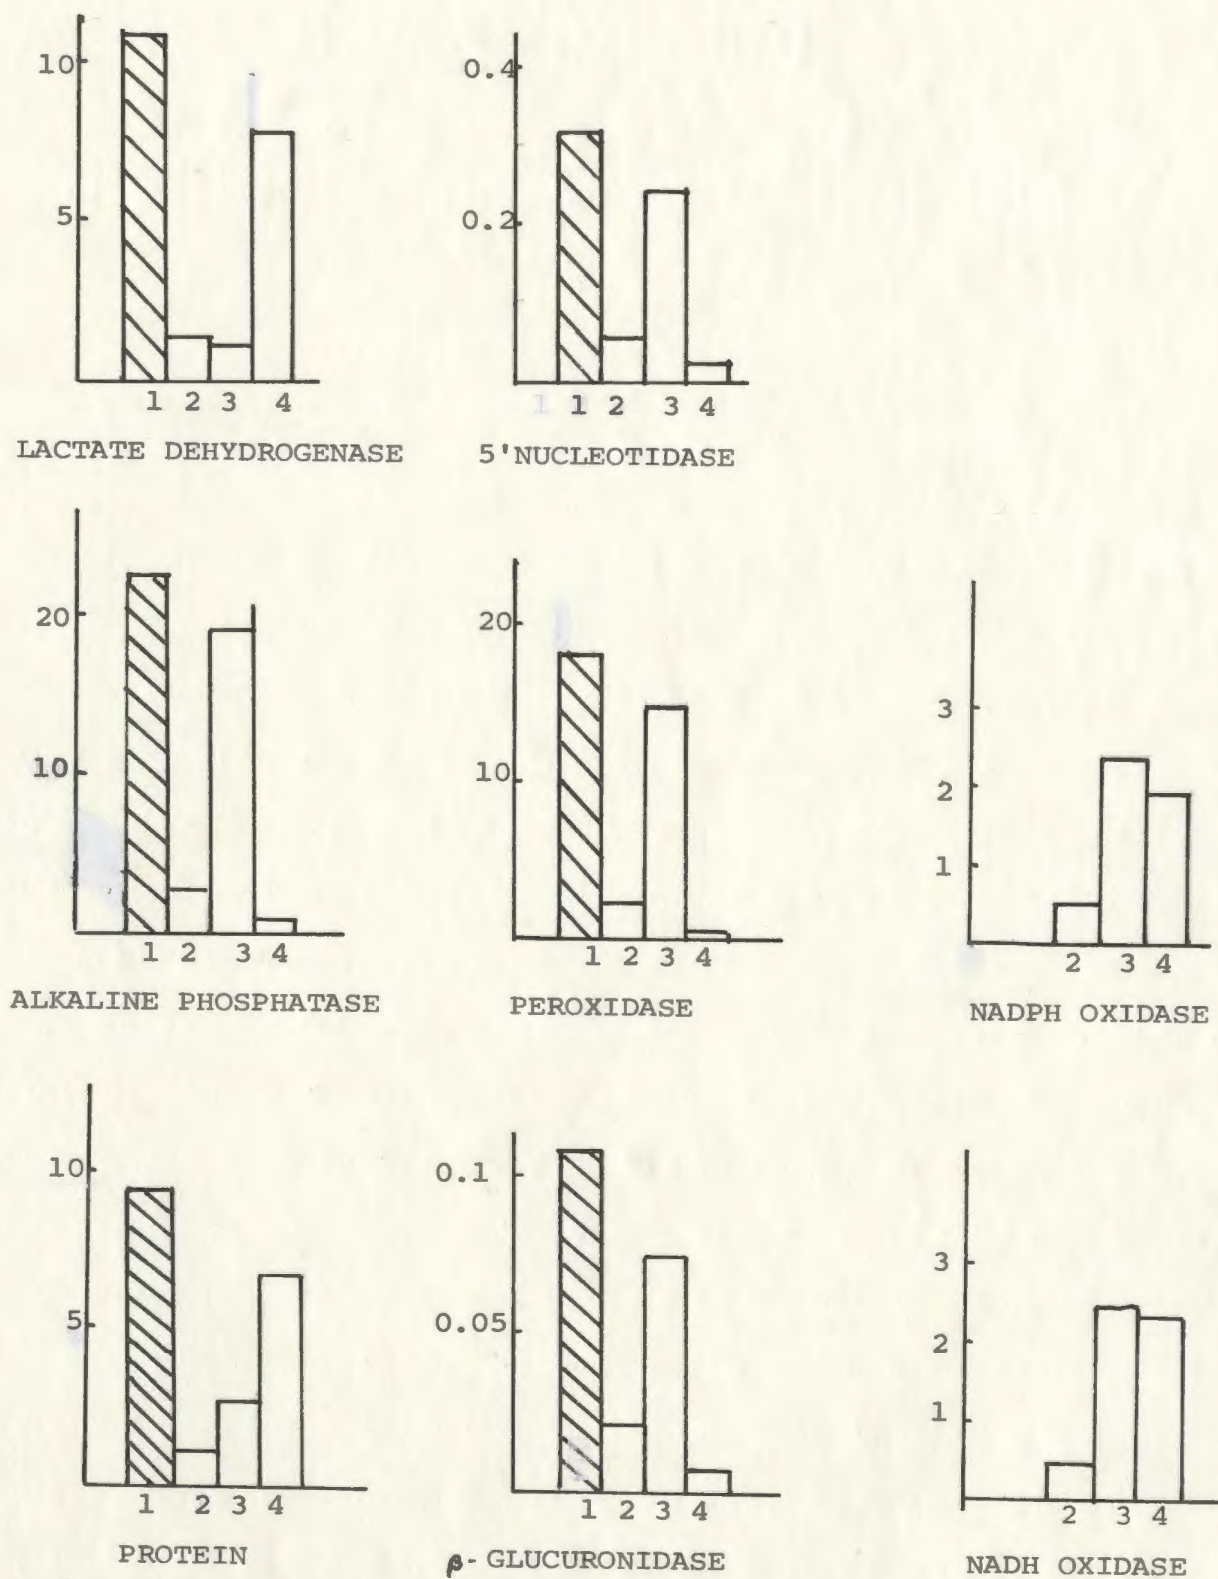 10
5
1 2 3 4
LACTATE DEHYDROGENASE
0.4
0.2
1 2 3 4
5'NUCLEOTIDASE
20
10
1 2 3 4
ALKALINE PHOSPHATASE
20
10
1 2 3 4
PEROXIDASE
3
2
1
2 3 4
NADPH OXIDASE
10
5
1 2 3 4
PROTEIN
0.1
0.05
1 2 3 4
β-GLUCURONIDASE
3
2
1
2 3 4
NADH OXIDASE